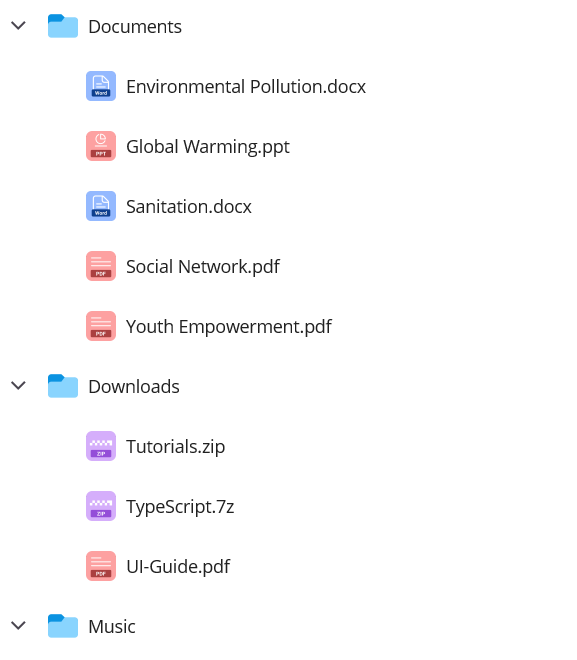 Documents
Word Environmental Pollution.docx
PPT Global Warming.ppt
Word Sanitation.docx
PDF Social Network.pdf
PDF Youth Empowerment.pdf
Downloads
ZIP Tutorials.zip
ZIP TypeScript.7z
PDF UI-Guide.pdf
Music